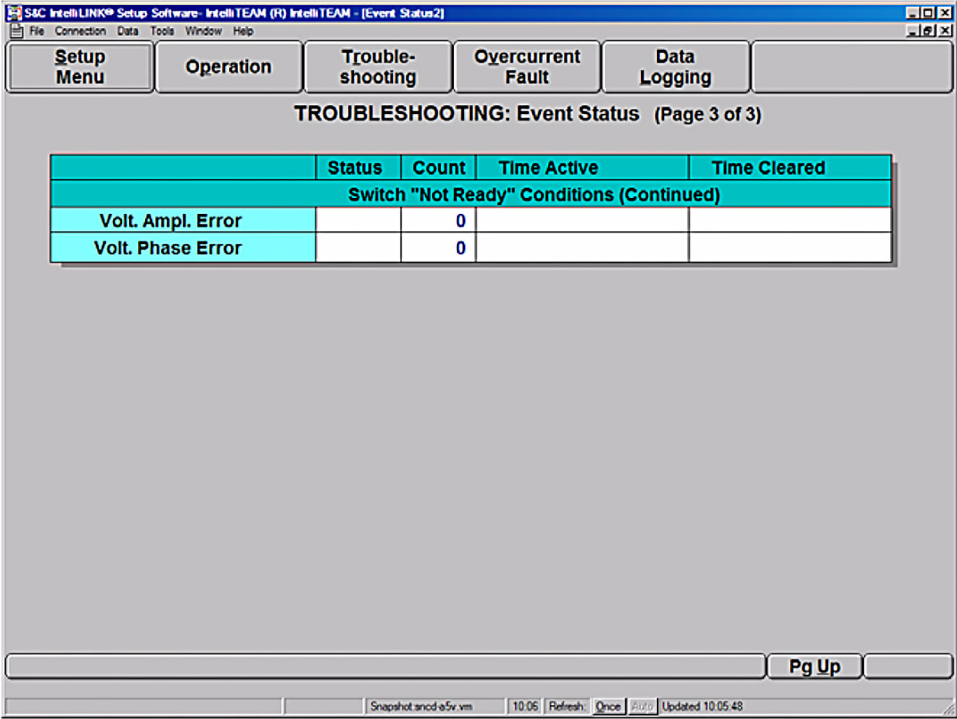 S&C IntelliLINK® Setup Software- IntelliTEAM (R) IntelliTEAM - [Event Status2]
File Connection Data Tools Window Help
Setup Menu
Operation
Trouble-shooting
Overcurrent Fault
Data Logging
TROUBLESHOOTING: Event Status (Page 3 of 3)
Status Count Time Active Time Cleared
Switch "Not Ready" Conditions (Continued)
Volt. Ampl. Error 0
Volt. Phase Error 0
Pg Up
Snapshot:sncd-a5v.vm 10:06 Refresh: Once Auto Updated 10:05:48